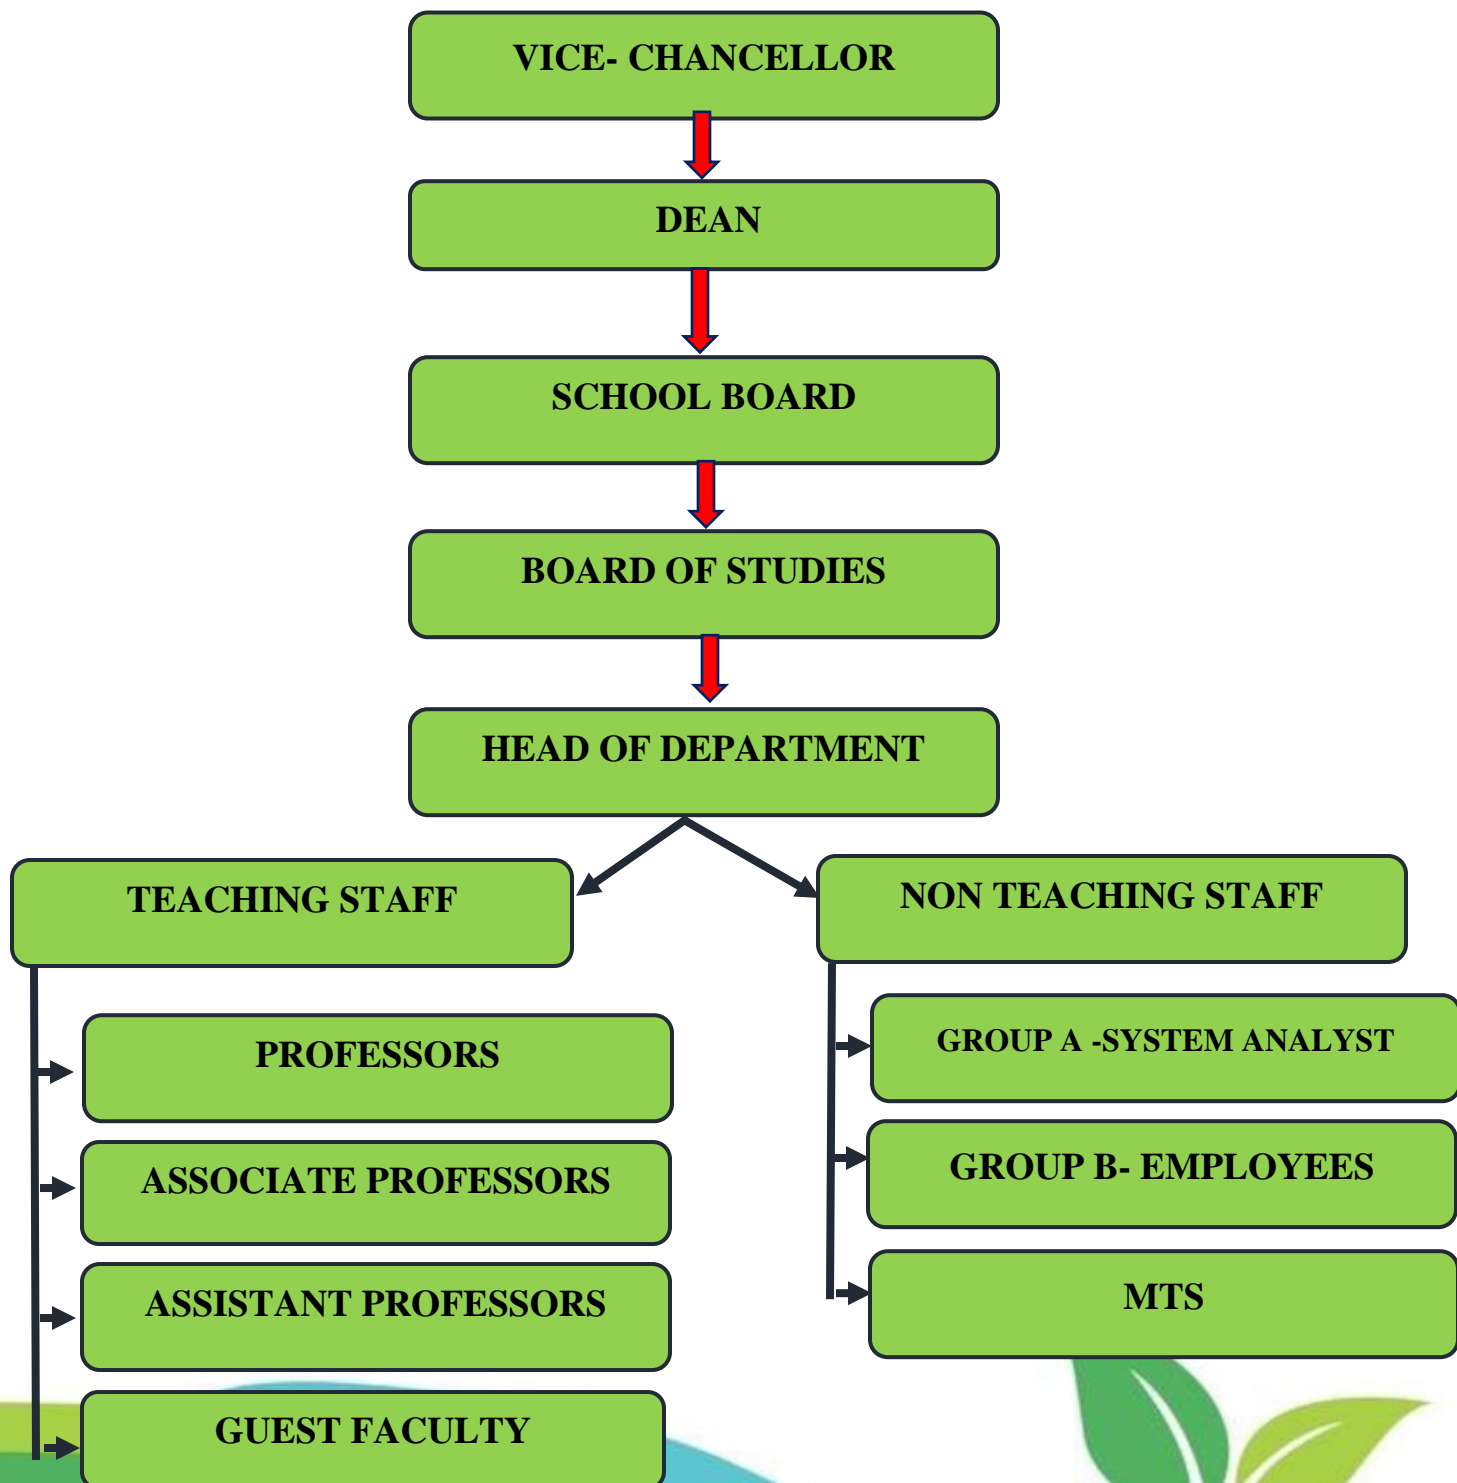 VICE- CHANCELLOR
DEAN
SCHOOL BOARD
BOARD OF STUDIES
HEAD OF DEPARTMENT
TEACHING STAFF
PROFESSORS
ASSOCIATE PROFESSORS
ASSISTANT PROFESSORS
GUEST FACULTY
NON TEACHING STAFF
GROUP A -SYSTEM ANALYST
GROUP B- EMPLOYEES
MTS